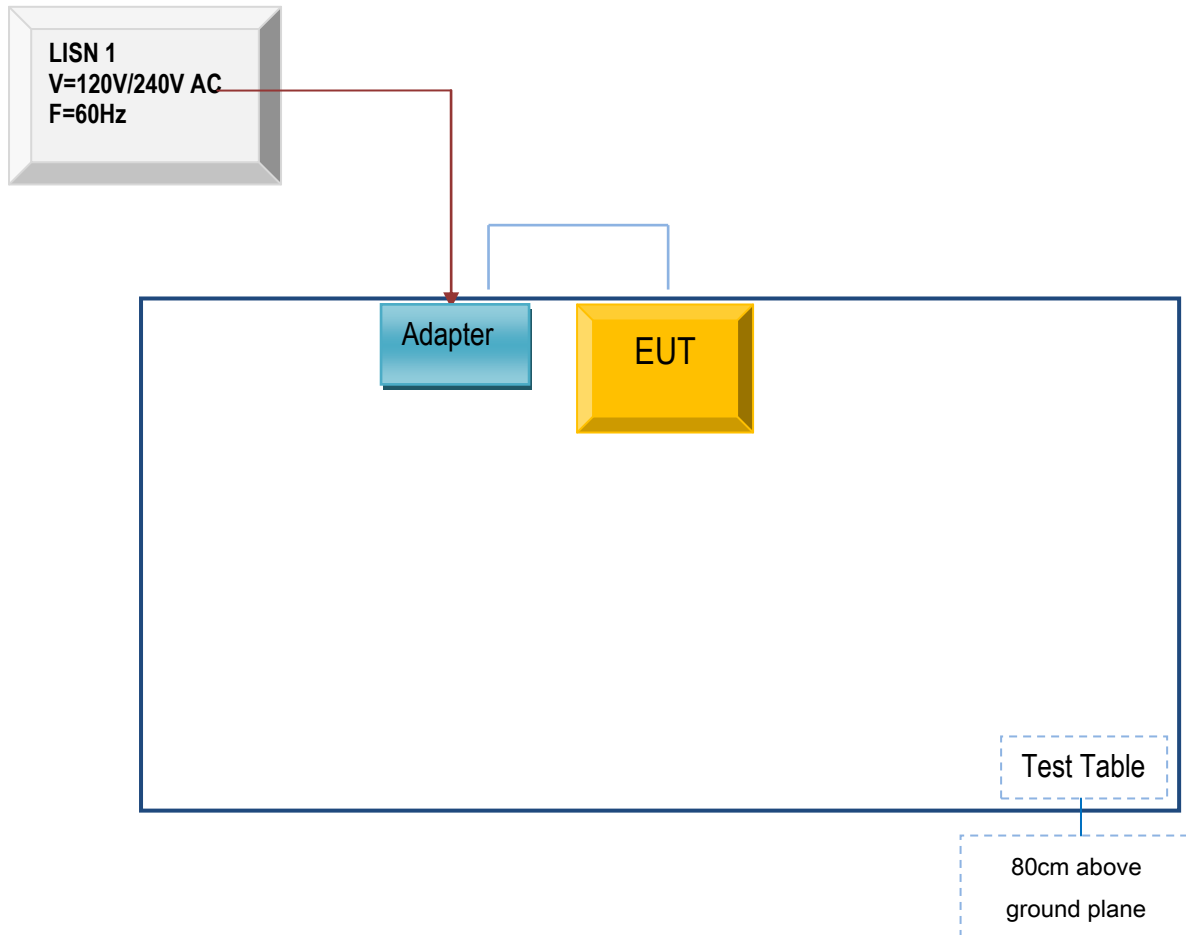 LISN 1
V=120V/240V AC
F=60Hz
Adapter
EUT
Test Table
80cm above
ground plane